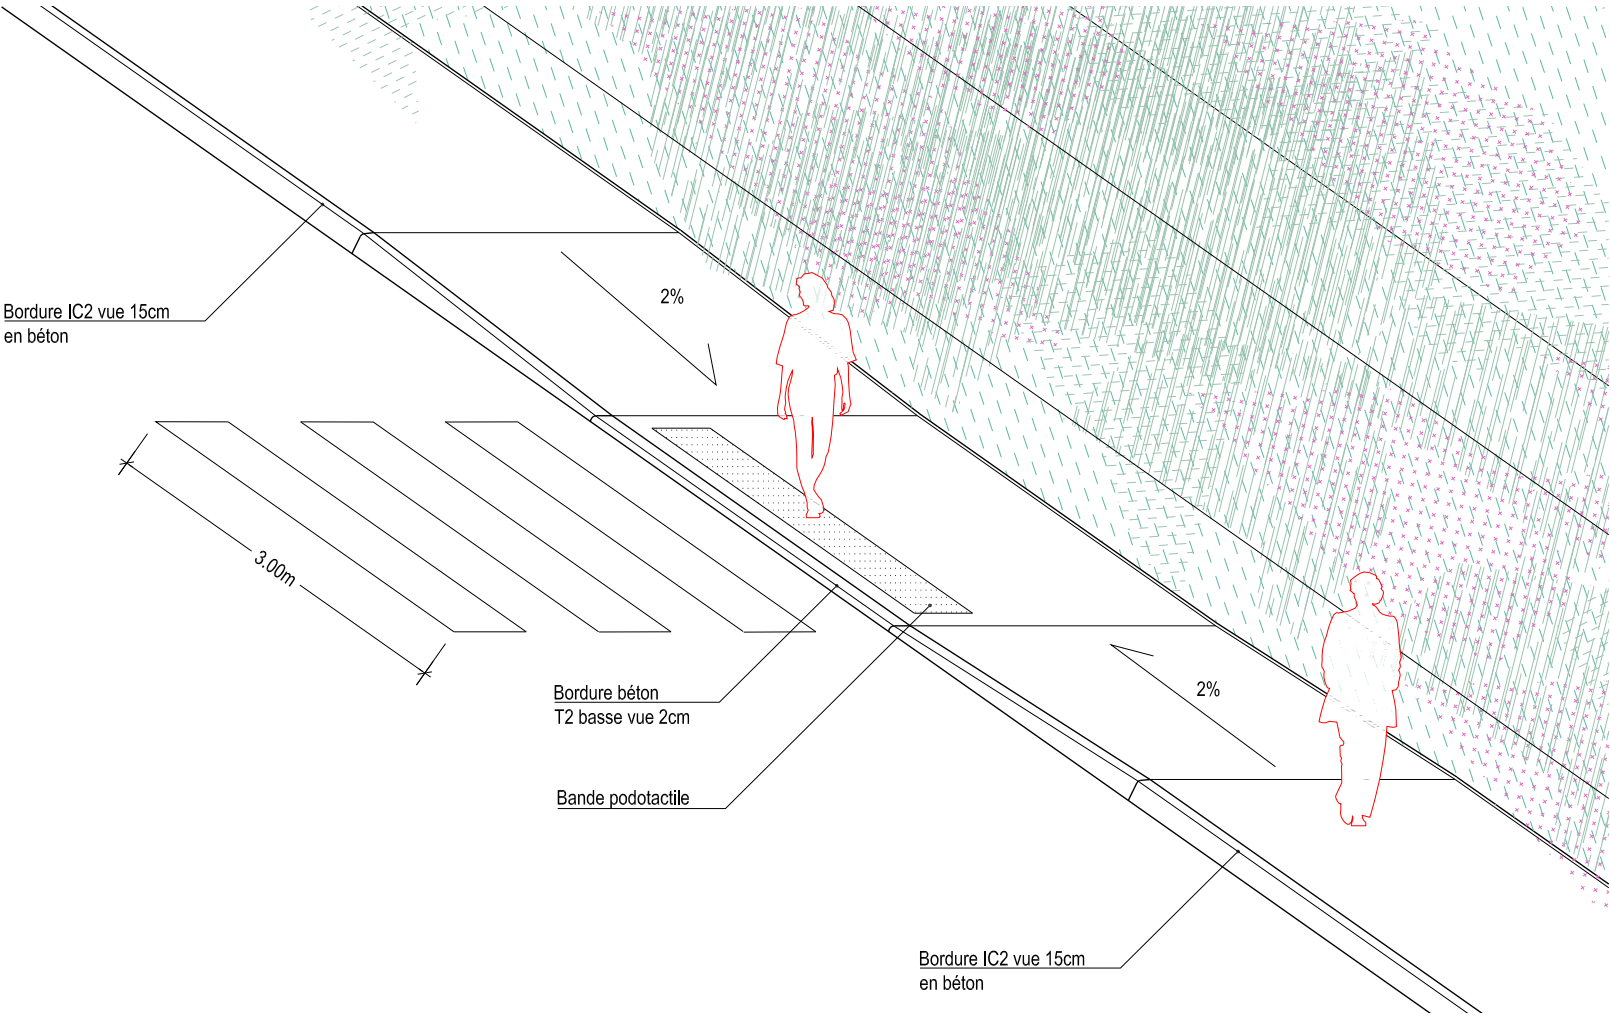 2%
Bordure IC2 vue 15cm
en béton
3.00m
Bordure béton
T2 basse vue 2cm
2%
Bande podotactile
Bordure IC2 vue 15cm
en béton